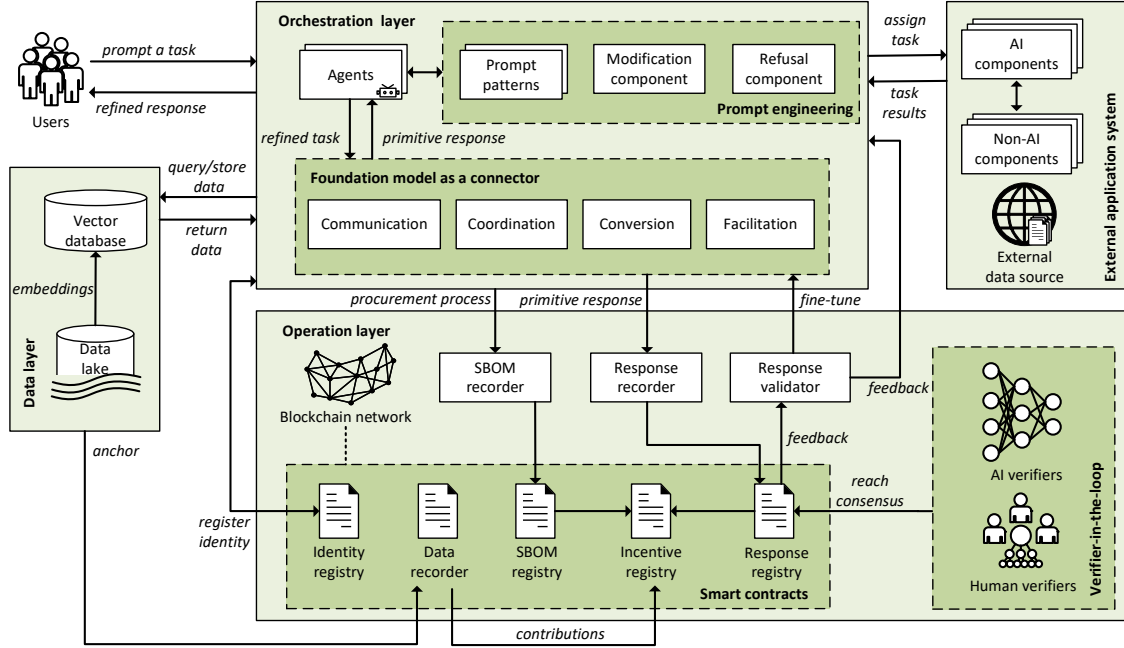 Orchestration layer
prompt a task
refined response
Users
Agents
Prompt
patterns
Modification
component
Refusal
component
Prompt engineering
assign
task
task
results
AI
components
Non-AI
components
External
data source
External application system
refined task
primitive response
Foundation model as a connector
Communication
Coordination
Conversion
Facilitation
query/store
data
return
data
Vector
database
embeddings
Data
lake
Data layer
anchor
procurement process
primitive response
fine-tune
Operation layer
Blockchain network
SBOM
recorder
Response
recorder
Response
validator
feedback
feedback
reach
consensus
AI verifiers
Human verifiers
Verifier-in-the-loop
register
identity
Identity
registry
Data
recorder
SBOM
registry
Incentive
registry
Response
registry
Smart contracts
contributions